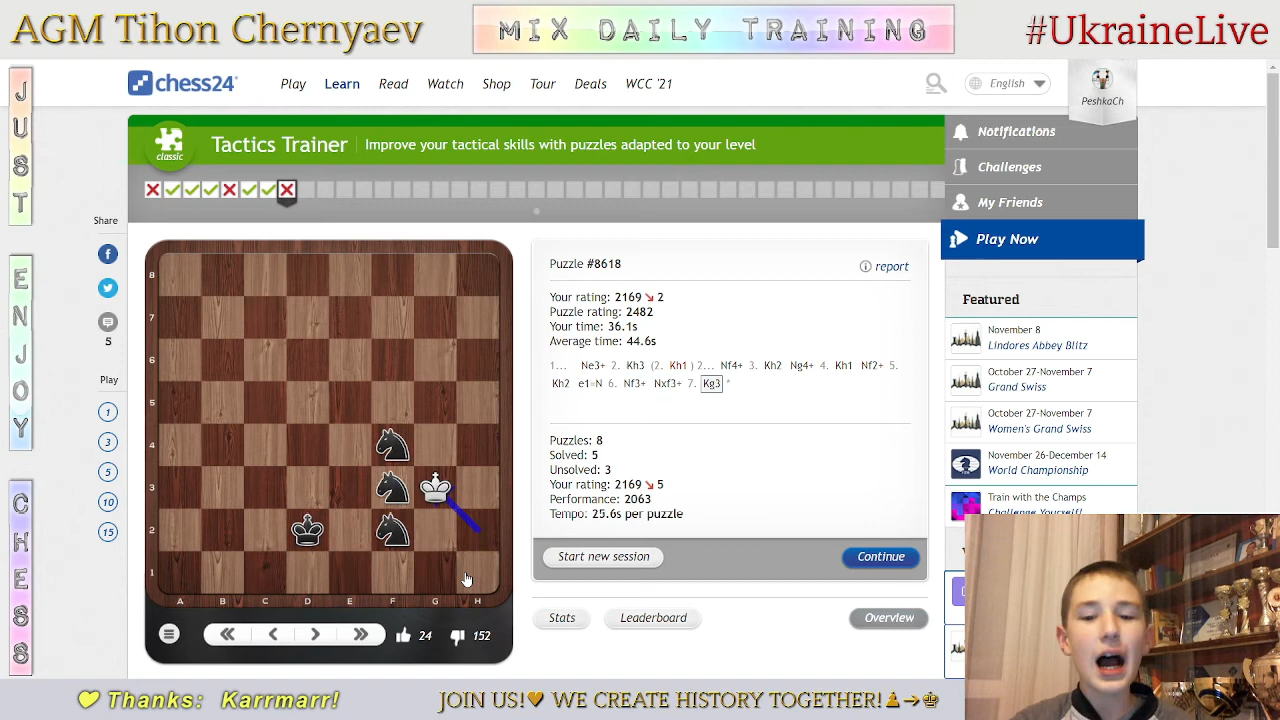 AGM Tihon Chernyaev
MIX DAILY TRAINING
#UkraineLive
JUST
ENJOY
CHESS
chess24
Play
Learn
Read
Watch
Shop
Tour
Deals
WCC '21
English
PeshkaCh
classic
Tactics Trainer
Improve your tactical skills with puzzles adapted to your level
Notifications
Challenges
My Friends
Play Now
Share
5
Play
1
3
5
10
15
8
7
6
5
4
3
2
1
A B C D E F G H
24
152
Puzzle #8618
report
Your rating: 2169 ↘ 2
Puzzle rating: 2482
Your time: 36.1s
Average time: 44.6s
1... Ne3+ 2. Kh3 (2. Kh1 ) 2... Nf4+ 3. Kh2 Ng4+ 4. Kh1 Nf2+ 5.
Kh2 e1=N 6. Nf3+ Nxf3+ 7. Kg3 *
Puzzles: 8
Solved: 5
Unsolved: 3
Your rating: 2169 ↘ 5
Performance: 2063
Tempo: 25.6s per puzzle
Start new session
Continue
Stats
Leaderboard
Overview
Featured
November 8
Lindores Abbey Blitz
October 27-November 7
Grand Swiss
October 27-November 7
Women's Grand Swiss
November 26-December 14
World Championship
Train with the Champs
Challenge Yourself!
Thanks: Karrmarr!
JOIN US! WE CREATE HISTORY TOGETHER!